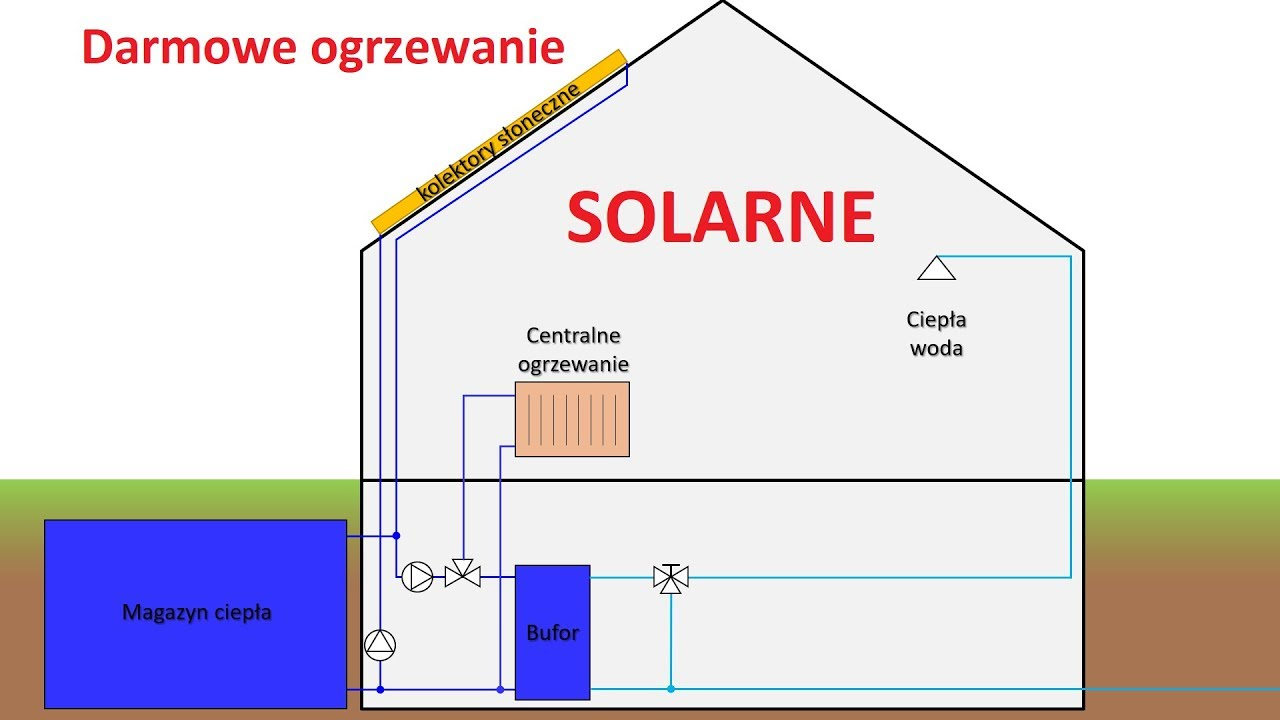 Darmowe ogrzewanie
kolektory słoneczne
SOLARNE
Ciepła
woda
Centralne
ogrzewanie
Magazyn ciepła
Bufor